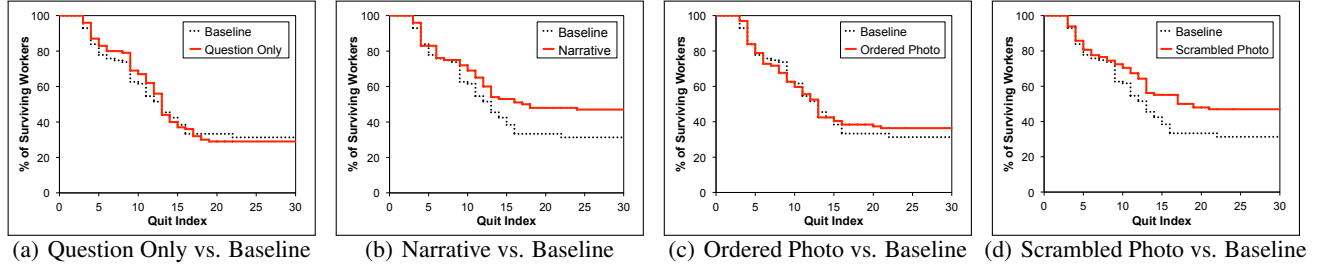 % of Surviving Workers
100
80
60
40
20
0
0 5 10 15 20 25 30
Quit Index
Baseline
Question Only
(a) Question Only vs. Baseline
% of Surviving Workers
100
80
60
40
20
0
0 5 10 15 20 25 30
Quit Index
Baseline
Narrative
(b) Narrative vs. Baseline
% of Surviving Workers
100
80
60
40
20
0
0 5 10 15 20 25 30
Quit Index
Baseline
Ordered Photo
(c) Ordered Photo vs. Baseline
% of Surviving Workers
100
80
60
40
20
0
0 5 10 15 20 25 30
Quit Index
Baseline
Scrambled Photo
(d) Scrambled Photo vs. Baseline